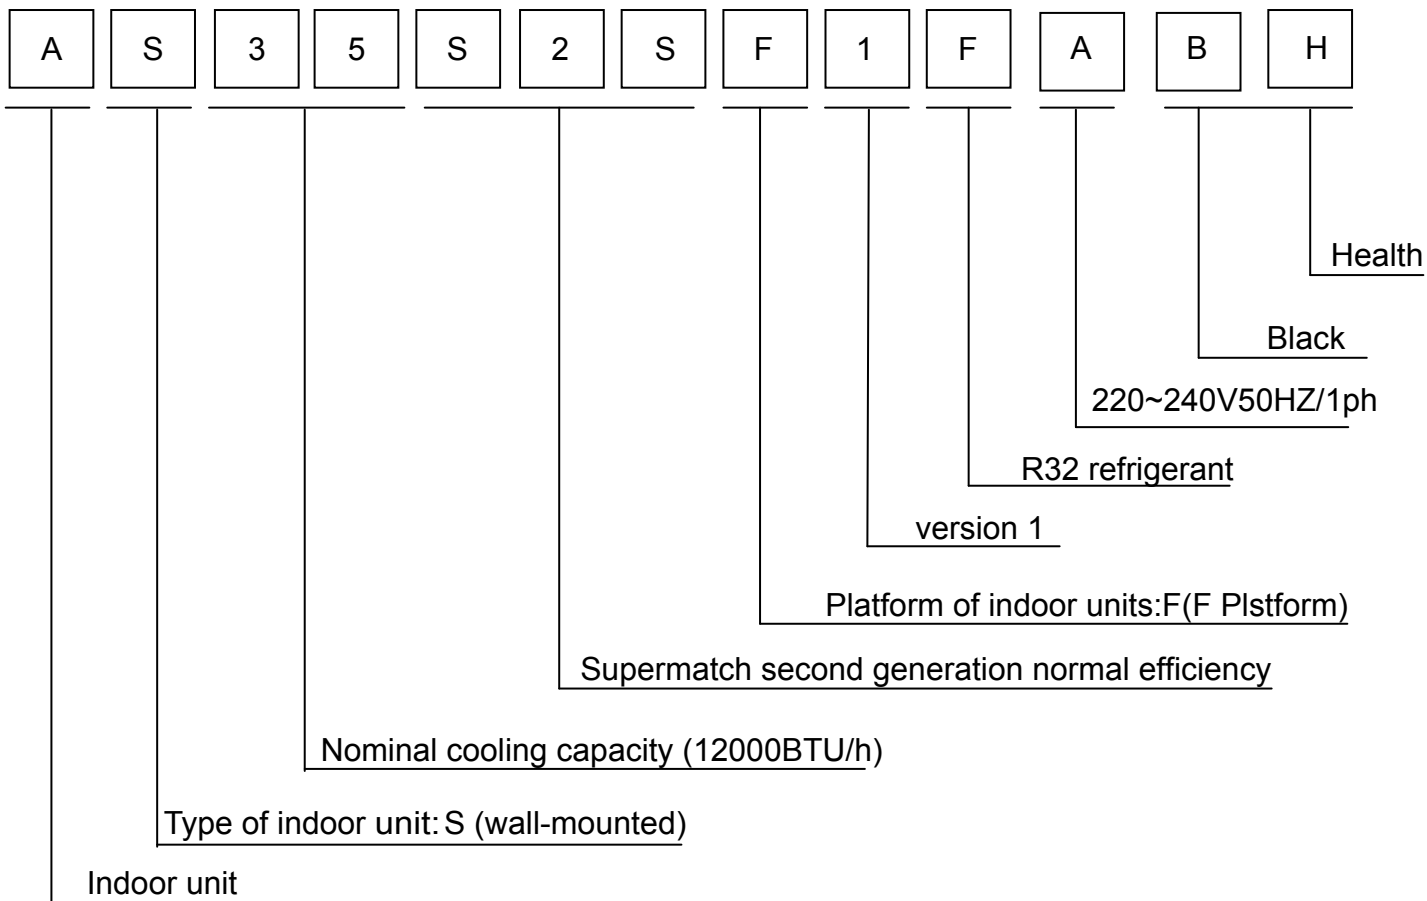 A S 3 5 S 2 S F 1 F A B H
Health
Black
220~240V50HZ/1ph
R32 refrigerant
version 1
Platform of indoor units:F(F Plstform)
Supermatch second generation normal efficiency
Nominal cooling capacity (12000BTU/h)
Type of indoor unit: S (wall-mounted)
Indoor unit